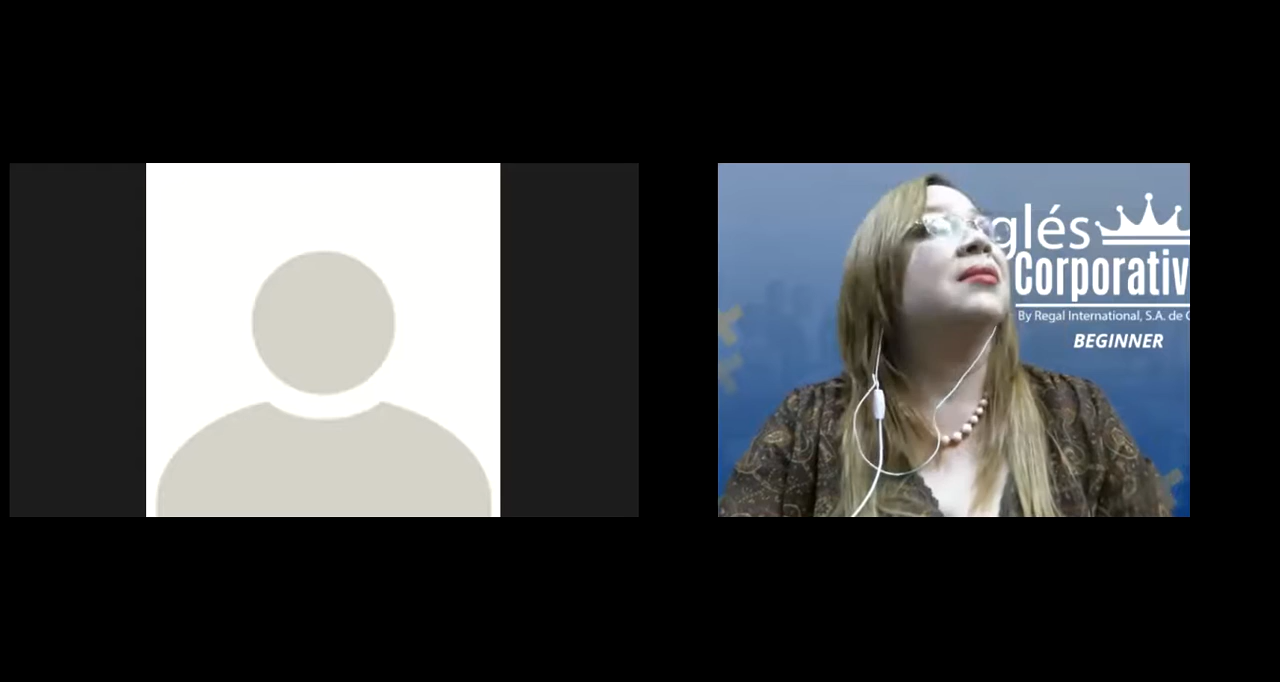 glés
Corporativ
By Regal International, S.A. de C
BEGINNER